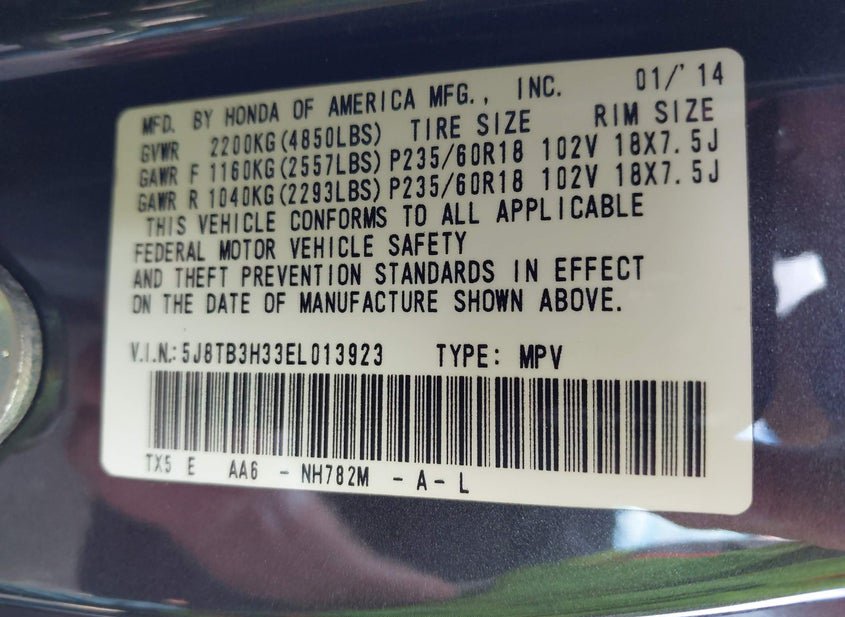 MFD. BY HONDA OF AMERICA MFG., INC. 01/'14
GVWR 2200KG(4850LBS) TIRE SIZE RIM SIZE
GAWR F 1160KG(2557LBS) P235/60R18 102V 18X7.5J
GAWR R 1040KG(2293LBS) P235/60R18 102V 18X7.5J
THIS VEHICLE CONFORMS TO ALL APPLICABLE
FEDERAL MOTOR VEHICLE SAFETY
AND THEFT PREVENTION STANDARDS IN EFFECT
ON THE DATE OF MANUFACTURE SHOWN ABOVE.
V.I.N.: 5J8TB3H33EL013923 TYPE: MPV
TX5 E AA6 - NH782M - A - L